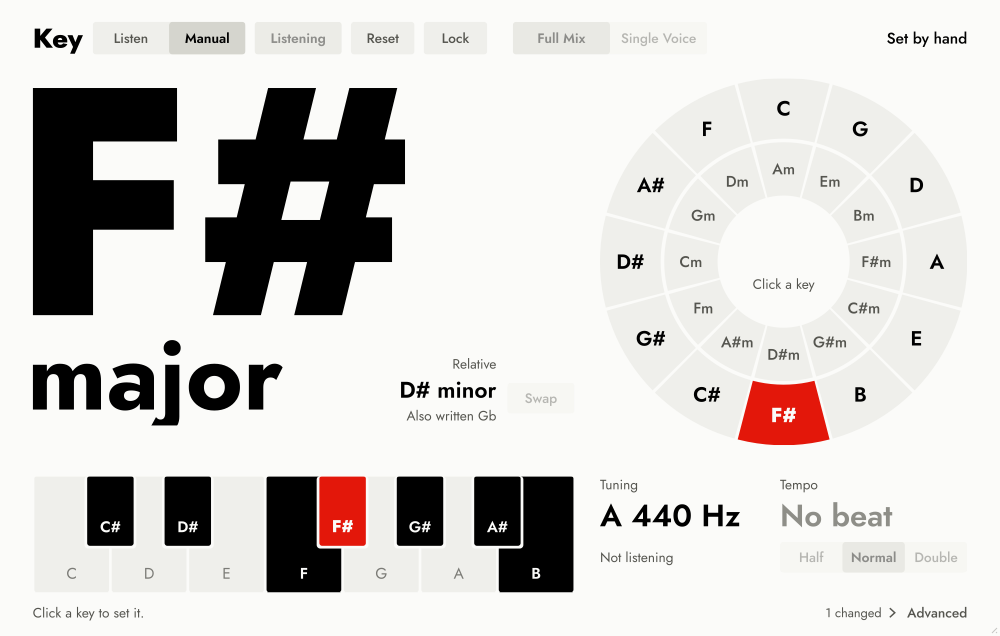 Key Listen Manual Listening Reset Lock Full Mix Single Voice Set by hand
F#
major
Relative
D# minor
Also written Gb
Swap
C
G
D
A
E
B
F#
C#
G#
D#
A#
F
Am
Em
Bm
F#m
C#m
G#m
D#m
A#m
Fm
Cm
Gm
Dm
Click a key
C# D# F# G# A#
C D E F G A B
Click a key to set it.
Tuning
A 440 Hz
Not listening
Tempo
No beat
Half Normal Double
1 changed > Advanced